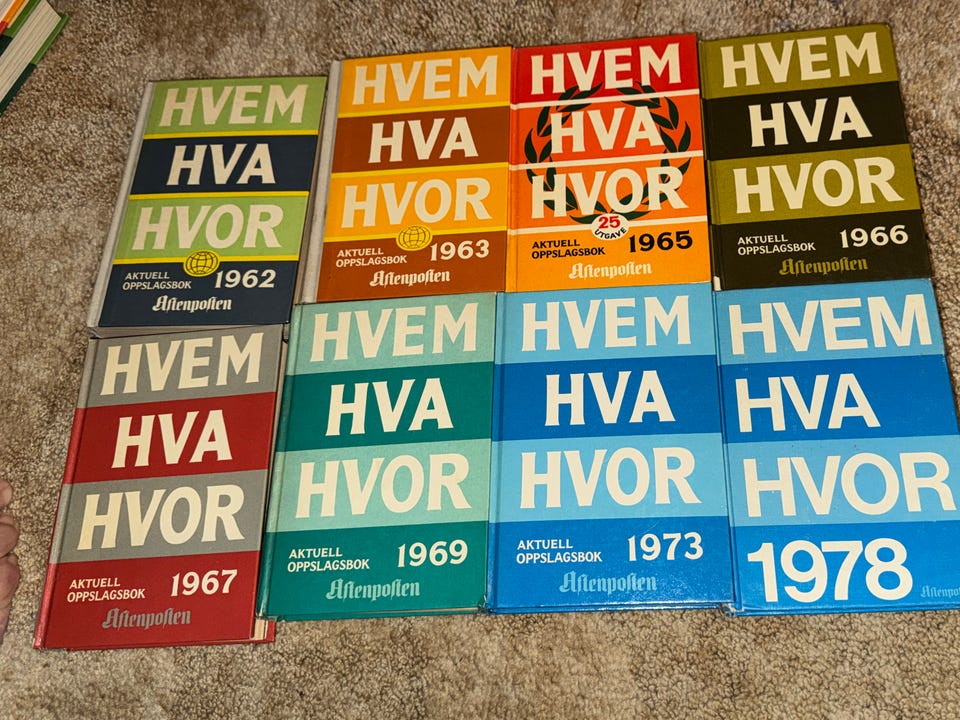 HVEM
HVA
HVOR
AKTUELL
OPPSLAGSBOK 1962
Aftenposten
HVEM
HVA
HVOR
AKTUELL
OPPSLAGSBOK 1963
Aftenposten
HVEM
HVA
HVOR
25
UTGAVE
AKTUELL
OPPSLAGSBOK 1965
Aftenposten
HVEM
HVA
HVOR
AKTUELL
OPPSLAGSBOK 1966
Aftenposten
HVEM
HVA
HVOR
AKTUELL
OPPSLAGSBOK 1967
Aftenposten
HVEM
HVA
HVOR
AKTUELL
OPPSLAGSBOK 1969
Aftenposten
HVEM
HVA
HVOR
AKTUELL
OPPSLAGSBOK 1973
Aftenposten
HVEM
HVA
HVOR
1978